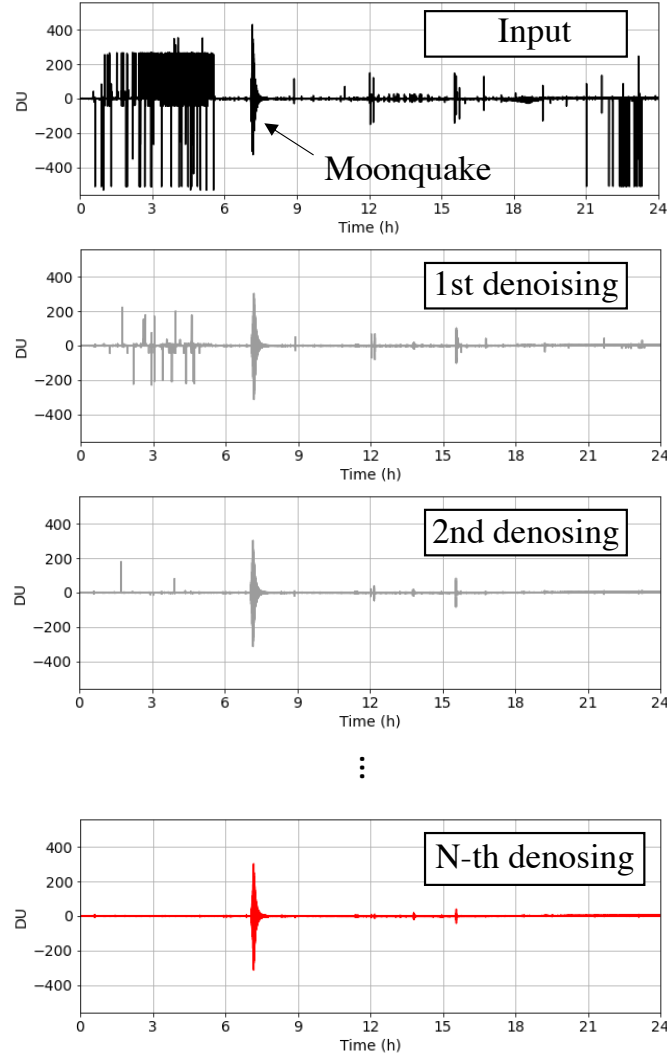 Input
DU
400
200
0
−200
−400
Moonquake
0 3 6 9 12 15 18 21 24
Time (h)
1st denoising
DU
400
200
0
−200
−400
0 3 6 9 12 15 18 21 24
Time (h)
2nd denosing
DU
400
200
0
−200
−400
0 3 6 9 12 15 18 21 24
Time (h)
⋮
N-th denosing
DU
400
200
0
−200
−400
0 3 6 9 12 15 18 21 24
Time (h)